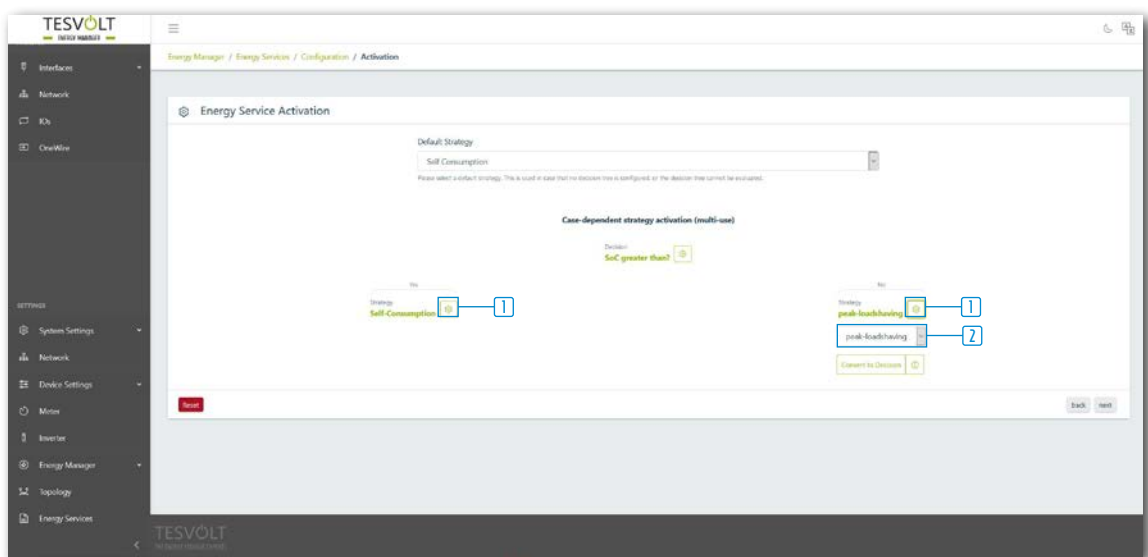 TESVOLT
ENERGY MANAGER
Energy Manager / Energy Services / Configuration / Activation
Interfaces
Network
IOs
OneWire
Energy Service Activation
Default Strategy
Self Consumption
Please select a default strategy. This is used in case that no decision tree is configured, or the decision tree cannot be evaluated.
Case-dependent strategy activation (multi-use)
Decision
SoC greater than?
No
Strategy
peak-loadshaving
1
peak-loadshaving
2
Convert to Decision
Strategy
Self-Consumption
1
Reset
back
next
SETTINGS
System Settings
Network
Device Settings
Meter
Inverter
Energy Manager
Topology
Energy Services
TESVOLT